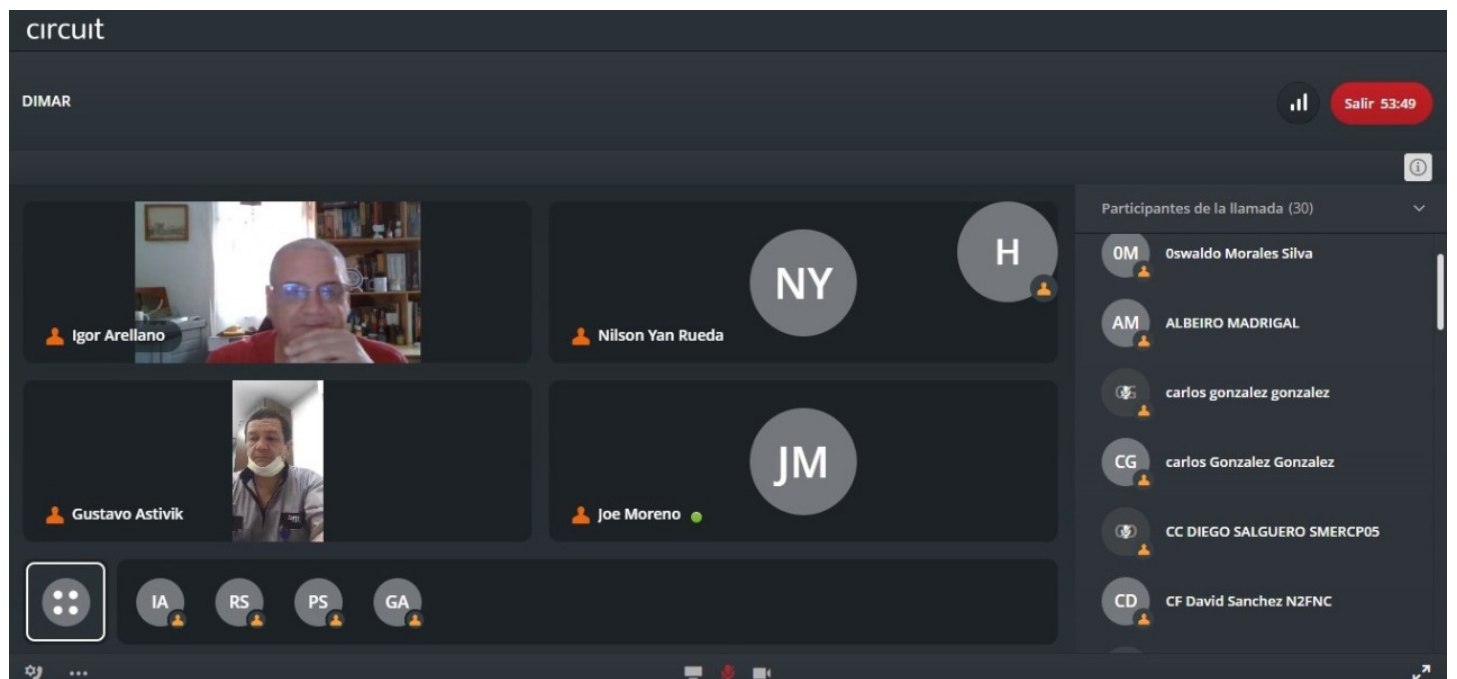 circuit
DIMAR
Salir 53:49
Participantes de la llamada (30)
Igor Arellano
NY
Nilson Yan Rueda
H
Gustavo Astivik
JM
Joe Moreno
IA
RS
PS
GA
0M 0swaldo Morales Silva
AM ALBEIRO MADRIGAL
carlos gonzalez gonzalez
CG carlos Gonzalez Gonzalez
CC DIEGO SALGUERO SMERCP05
CD CF David Sanchez N2FNC